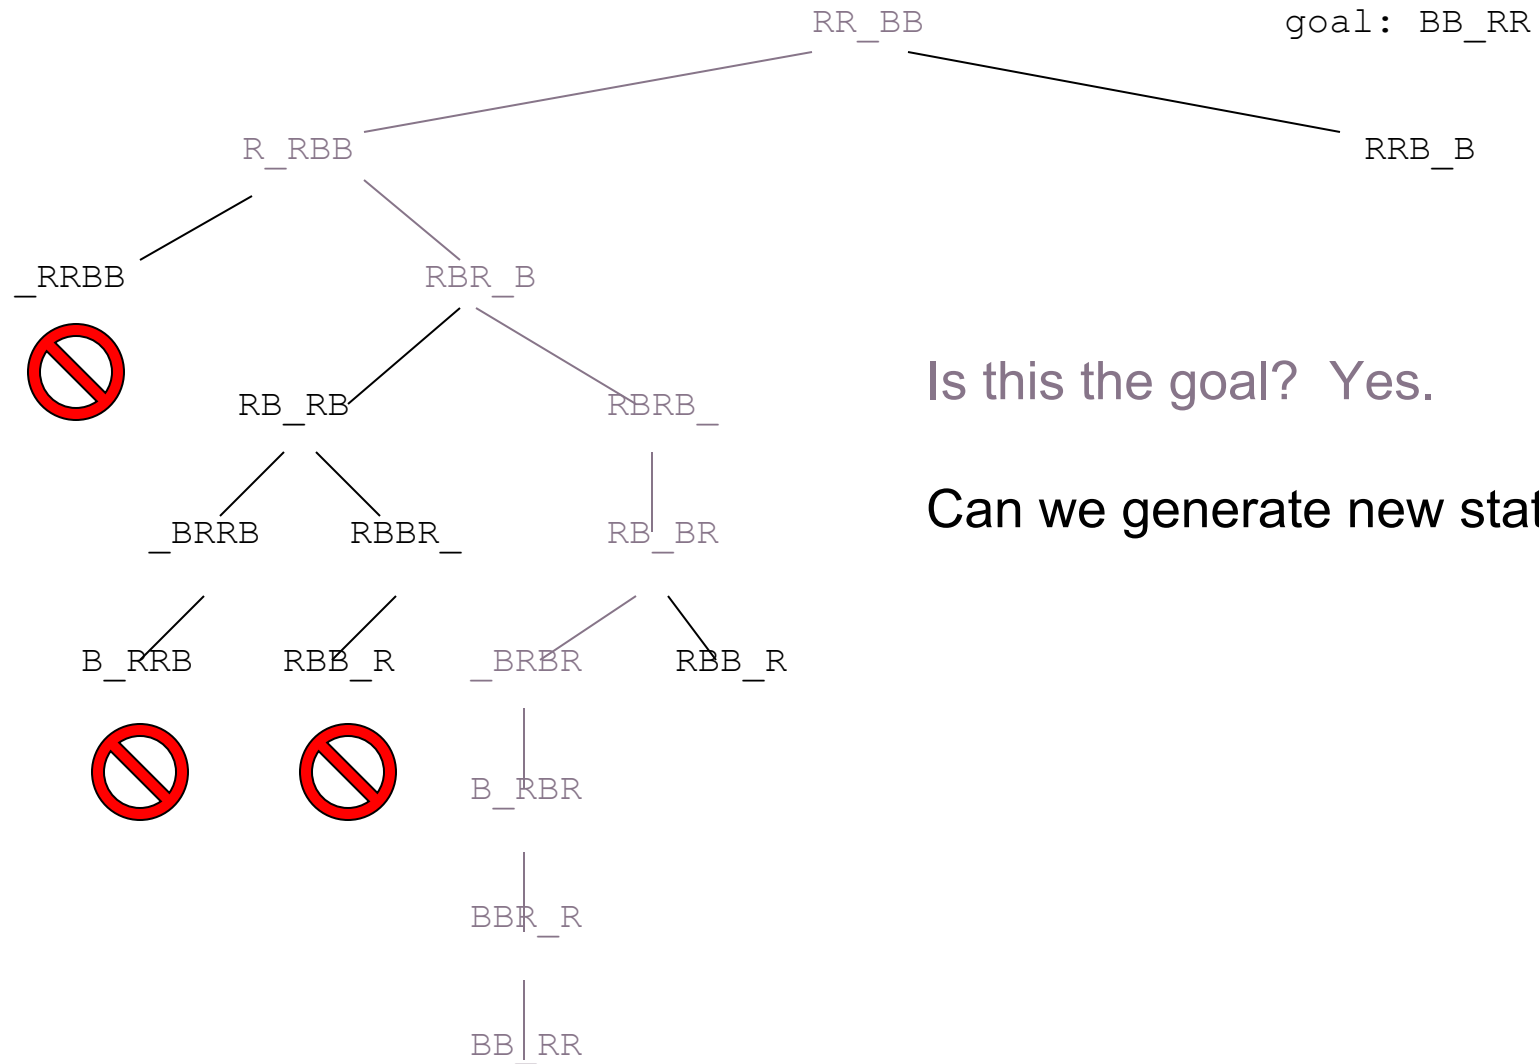 RR_BB
goal: BB_RR
R_RBB
RRB_B
_RRBB
RBR_B
Is this the goal?  Yes.
RB_RB
RBRB_
Can we generate new stat
_BRRB
RBBR_
RB_BR
B_RRB
RBB_R
_BRBR
RBB_R
B_RBR
BBR_R
BB_RR